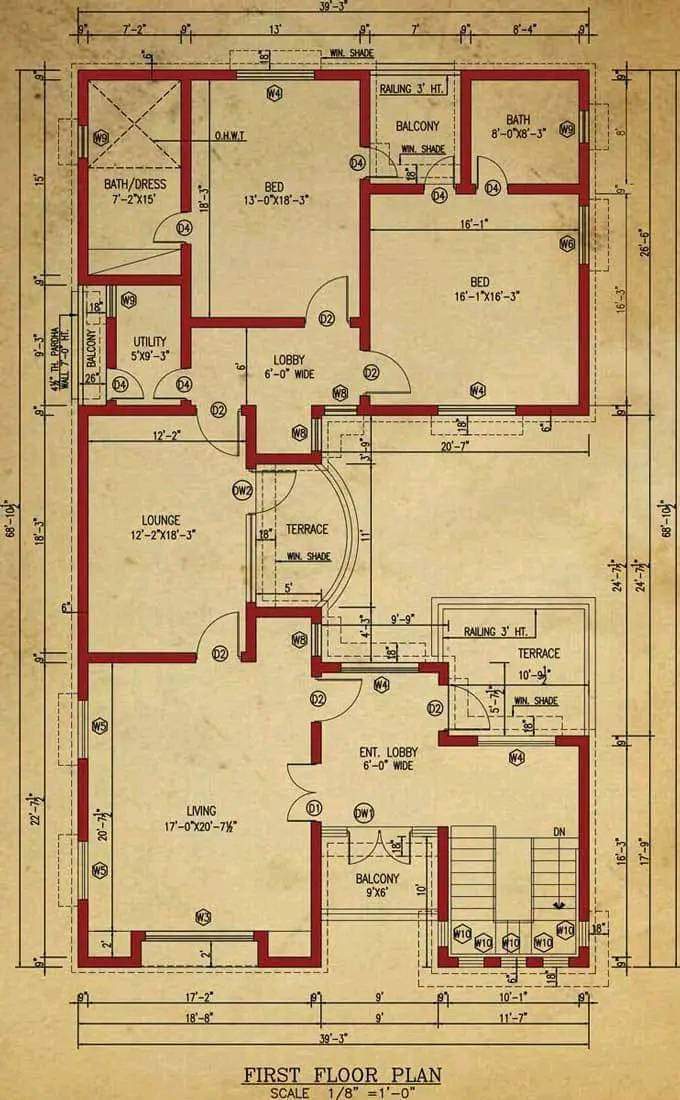 39'-3"
9" 7'-2" 9" 13' 9" 9" 8'-4" 9"
WIN. SHADE
6" 18"
W4
RAILING 3' HT.
BALCONY
WIN. SHADE
18"
BATH
8'-0"X8'-3"
W9
W9
O.H.W.T
BATH/DRESS
7'-2"X15'
D4
BED
13'-0"X18'-3"
18'-3"
D4
D4
D4
16'-1"
W6
BED
16'-1"X16'-3"
9"
15'
9"
9'-3"
9"
18'-3"
9"
22'-7½"
9"
68'-10½"
9"
8'
9"
16'-3"
9"
26'-6"
24'-7½"
24'-7½"
9"
16'-3"
17'-9"
9"
68'-10½"
4½" TH. PARDHA
WALL 7'-0" HT.
BALCONY
18"
W9
UTILITY
5'X9'-3"
26"
D4
D4
D2
LOBBY
6'-0" WIDE
6'
D2
W8
D2
W4
18"
6"
W8
12'-2"
20'-7"
3'-9"
LOUNGE
12'-2"X18'-3"
DW2
TERRACE
18"
WIN. SHADE
5'
11'
6"
D2
W8
4'-3"
9'-9"
18"
W4
RAILING 3' HT.
TERRACE
10'-9½"
5'-7½"
WIN. SHADE
18"
D2
D2
W4
W5
W5
ENT. LOBBY
6'-0" WIDE
LIVING
17'-0"X20'-7½"
20'-7½"
D1
DW1
18"
BALCONY
9'X6'
10'
DN
W3
2'
2'
W10
W10
W10
W10
W10
18"
6"
18"
9" 17'-2" 9" 9' 9" 10'-1" 9"
18'-8" 9' 11'-7"
39'-3"
FIRST FLOOR PLAN
SCALE 1/8" =1'-0"